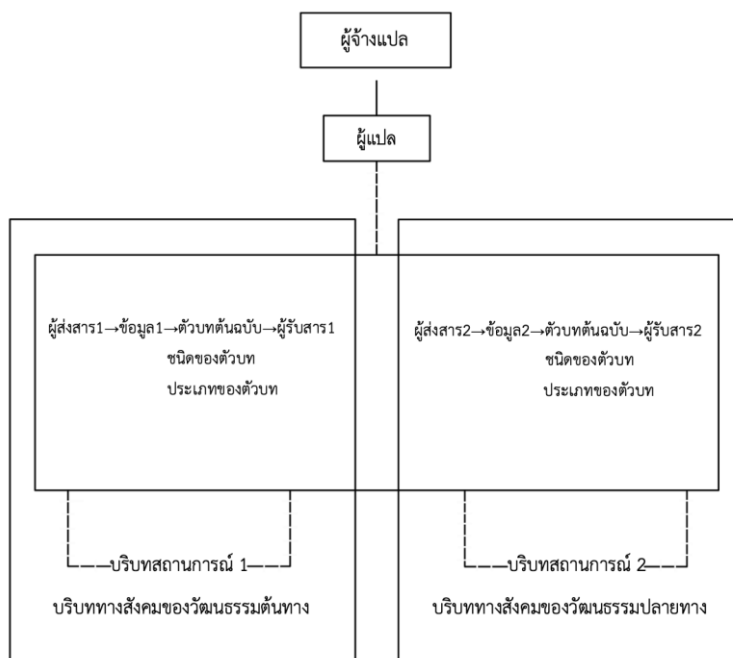 ผู้จ้างแปล
ผู้แปล
ผู้ส่งสาร1→ข้อมูล1→ตัวบทต้นฉบับ→ผู้รับสาร1
ชนิดของตัวบท
ประเภทของตัวบท
ผู้ส่งสาร2→ข้อมูล2→ตัวบทต้นฉบับ→ผู้รับสาร2
ชนิดของตัวบท
ประเภทของตัวบท
บริบทสถานการณ์ 1
บริบททางสังคมของวัฒนธรรมต้นทาง
บริบทสถานการณ์ 2
บริบททางสังคมของวัฒนธรรมปลายทาง